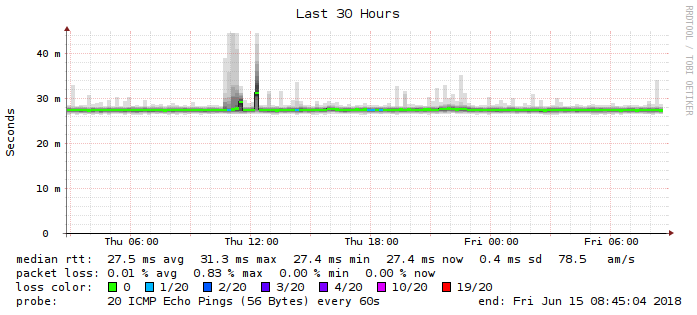 Last 30 Hours
RRDTOOL / TOBI OETIKER
Seconds
40 m
30 m
20 m
10 m
0
Thu 06:00 Thu 12:00 Thu 18:00 Fri 00:00 Fri 06:00
median rtt: 27.5 ms avg 31.3 ms max 27.4 ms min 27.4 ms now 0.4 ms sd 78.5 am/s
packet loss: 0.01 % avg 0.83 % max 0.00 % min 0.00 % now
loss color: 0 1/20 2/20 3/20 4/20 10/20 19/20
probe: 20 ICMP Echo Pings (56 Bytes) every 60s end: Fri Jun 15 08:45:04 2018